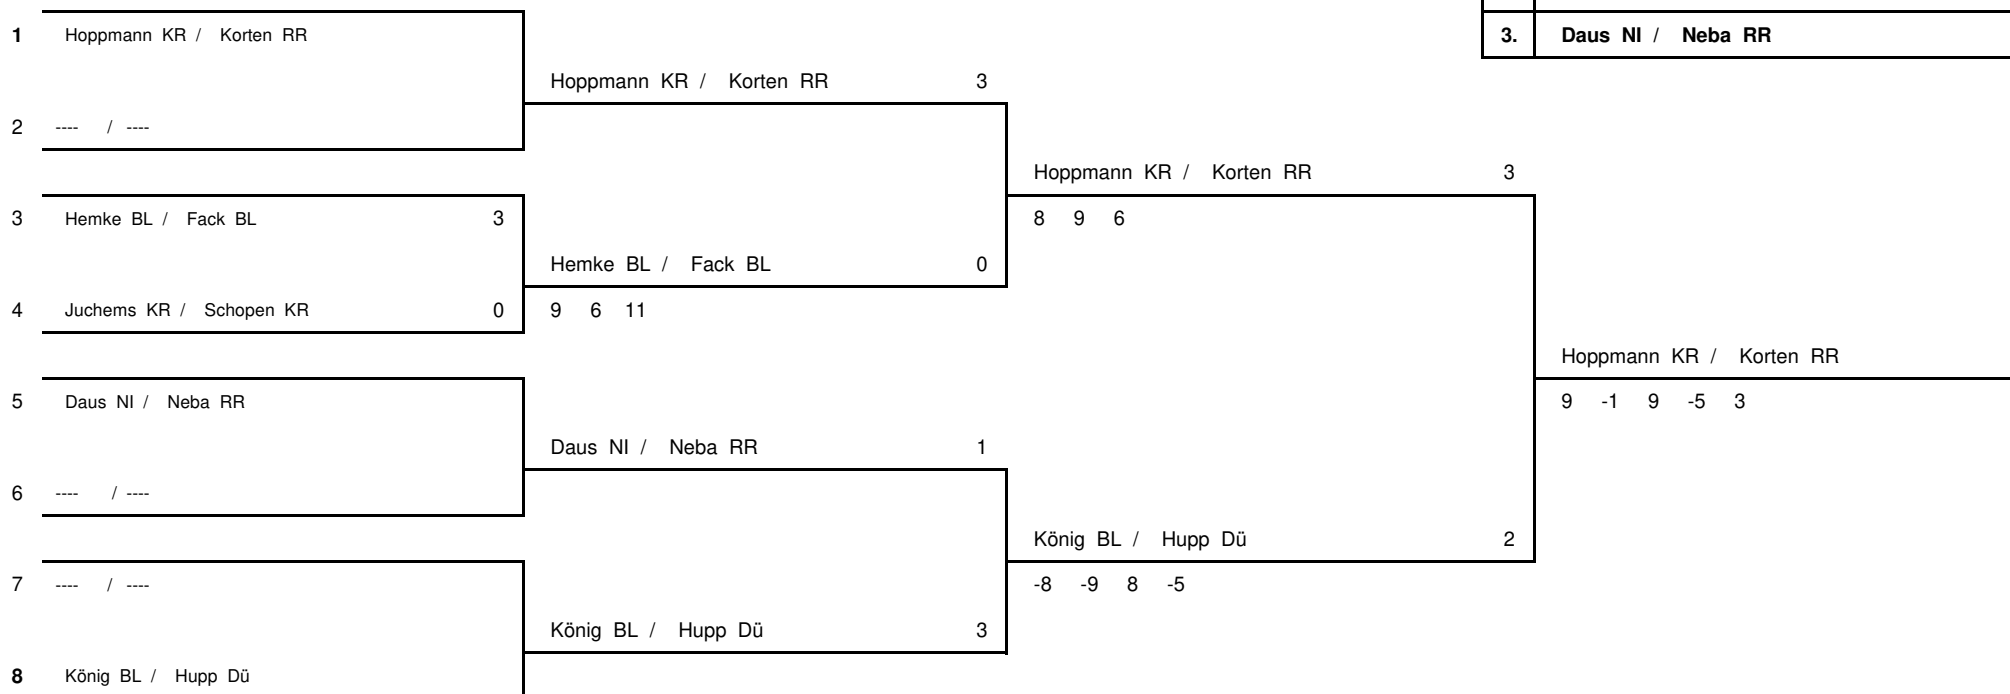 1 Hoppmann KR / Korten RR
3. Daus NI / Neba RR
Hoppmann KR / Korten RR 3
2 ---- / ----
Hoppmann KR / Korten RR 3
3 Hemke BL / Fack BL 3
8 9 6
Hemke BL / Fack BL 0
4 Juchems KR / Schopen KR 0
9 6 11
Hoppmann KR / Korten RR
5 Daus NI / Neba RR
9 -1 9 -5 3
Daus NI / Neba RR 1
6 ---- / ----
König BL / Hupp Dü 2
7 ---- / ----
-8 -9 8 -5
König BL / Hupp Dü 3
8 König BL / Hupp Dü